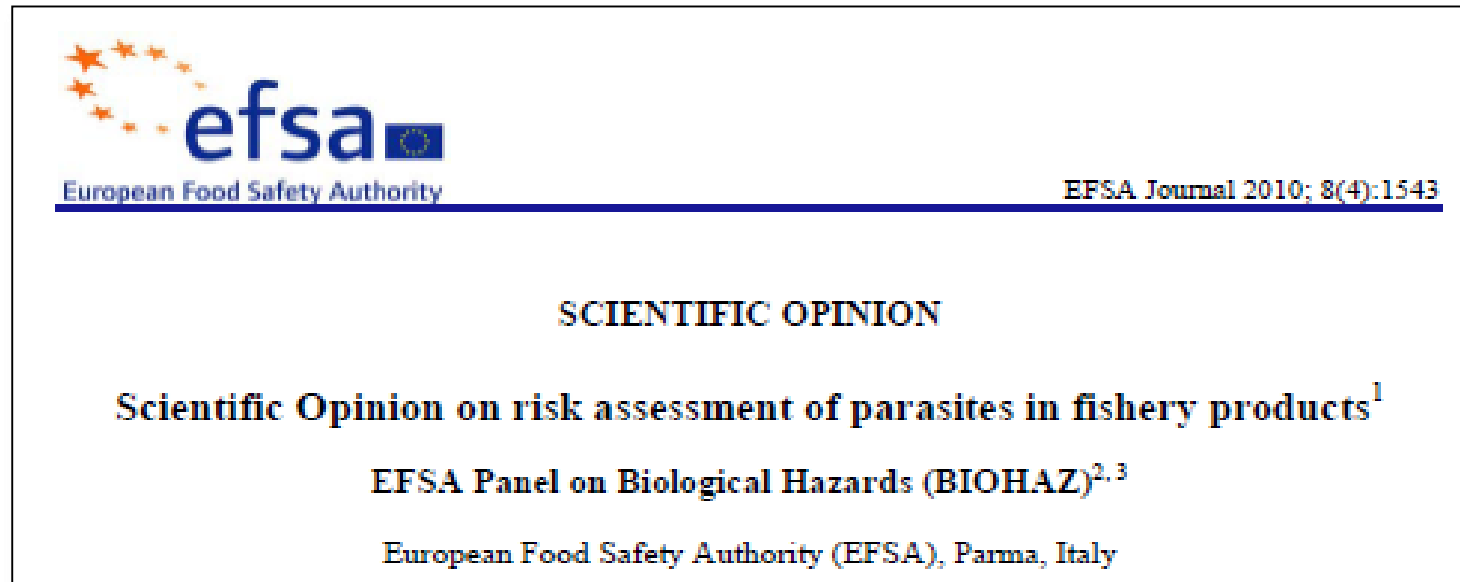 efsa
European Food Safety Authority
EFSA Journal 2010; 8(4):1543
SCIENTIFIC OPINION
Scientific Opinion on risk assessment of parasites in fishery products1
EFSA Panel on Biological Hazards (BIOHAZ)2, 3
European Food Safety Authority (EFSA), Parma, Italy